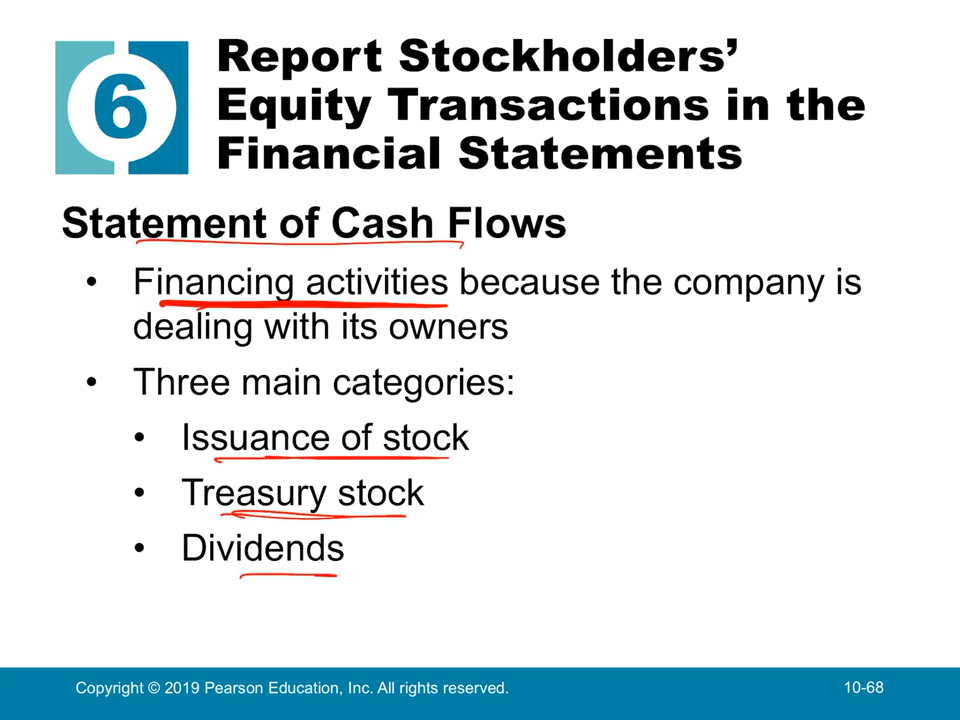 6
Report Stockholders’
Equity Transactions in the
Financial Statements
Statement of Cash Flows
• Financing activities because the company is
dealing with its owners
• Three main categories:
• Issuance of stock
• Treasury stock
• Dividends
Copyright © 2019 Pearson Education, Inc. All rights reserved.
10-68